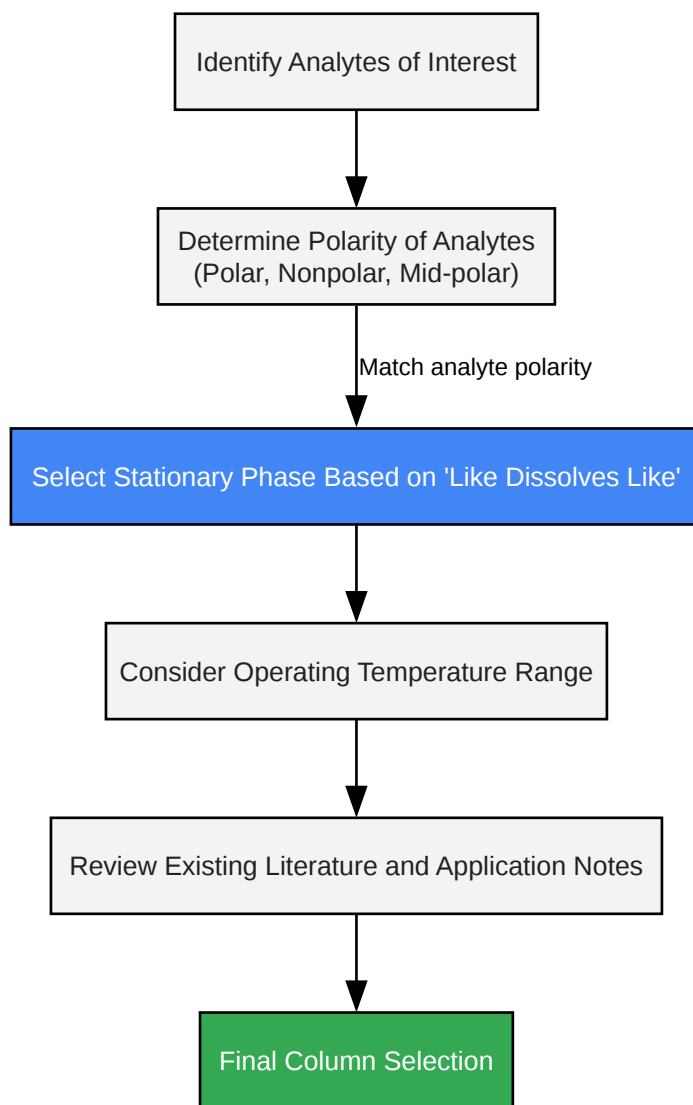 Identify Analytes of Interest
Determine Polarity of Analytes
(Polar, Nonpolar, Mid-polar)
Match analyte polarity
Select Stationary Phase Based on 'Like Dissolves Like'
Consider Operating Temperature Range
Review Existing Literature and Application Notes
Final Column Selection